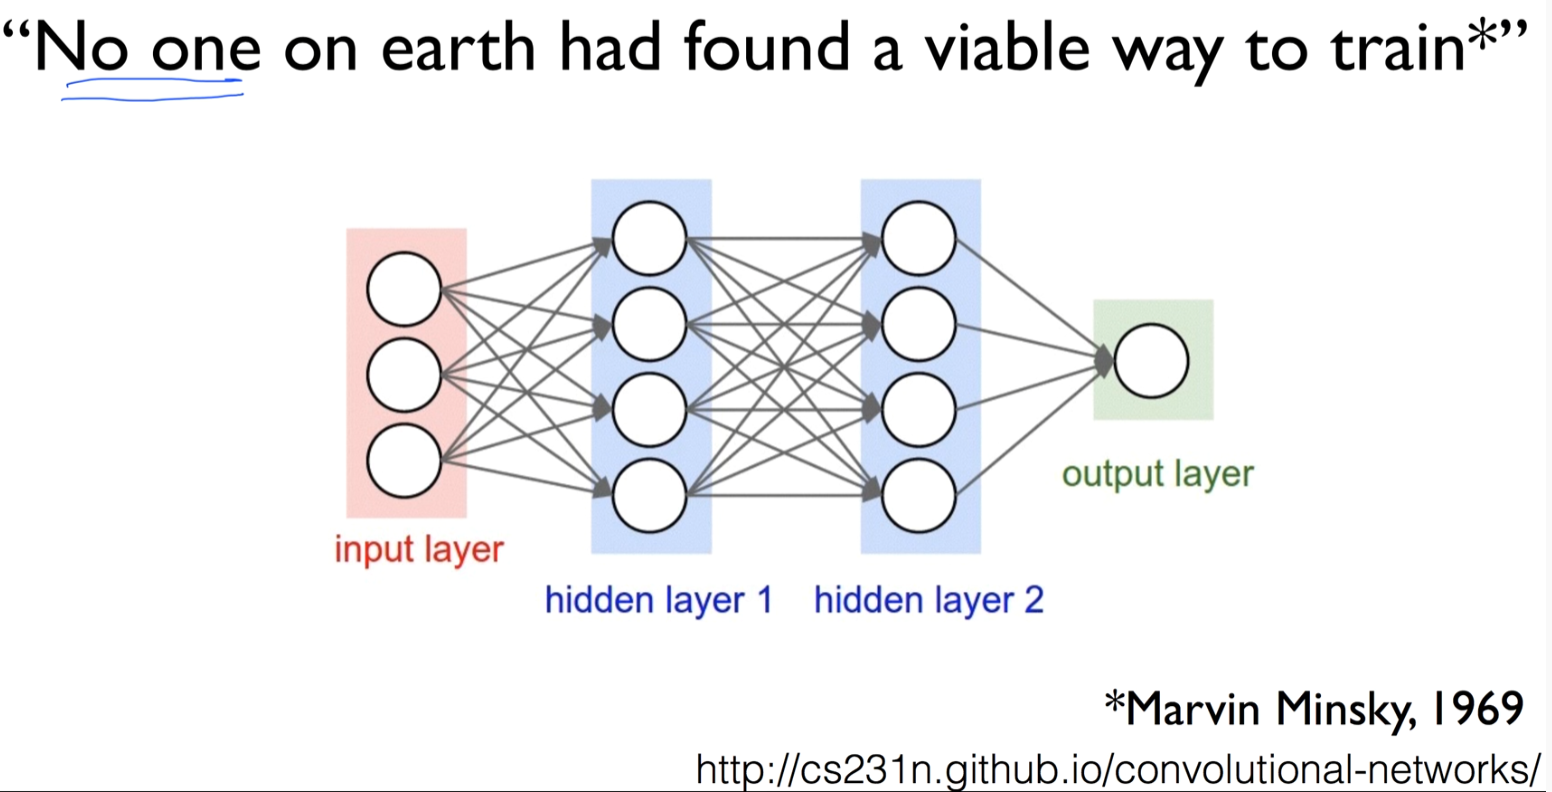 “No one on earth had found a viable way to train*”
input layer
hidden layer 1
hidden layer 2
output layer
*Marvin Minsky, 1969
http://cs231n.github.io/convolutional-networks/